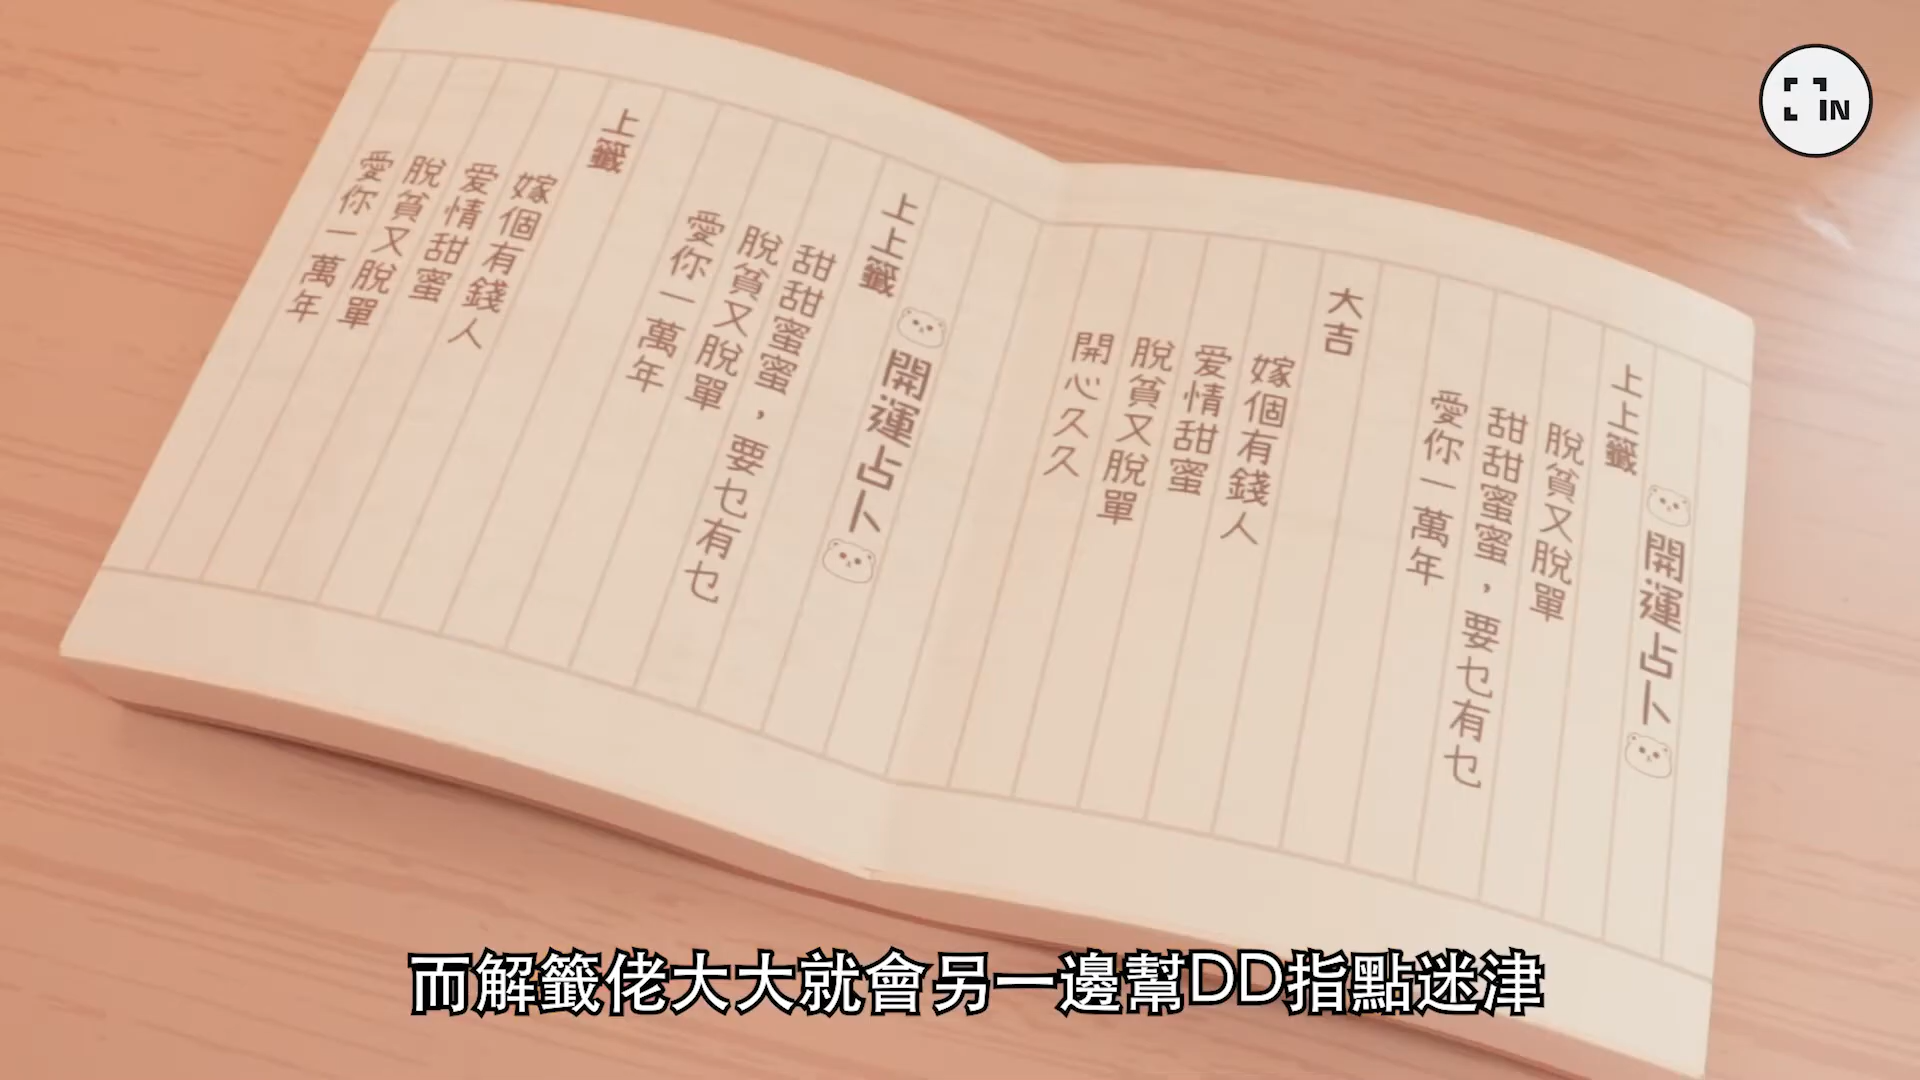 開運占卜
上上籤
脫貧又脫單
甜甜蜜蜜，要乜有乜
愛你一萬年
大吉
嫁個有錢人
爱情甜蜜
脫貧又脫單
開心久久
開運占卜
上上籤
甜甜蜜蜜，要乜有乜
脫貧又脫單
愛你一萬年
上籤
嫁個有錢人
爱情甜蜜
脫貧又脫單
愛你一萬年
IN
而解籤佬大大就會另一邊幫DD指點迷津